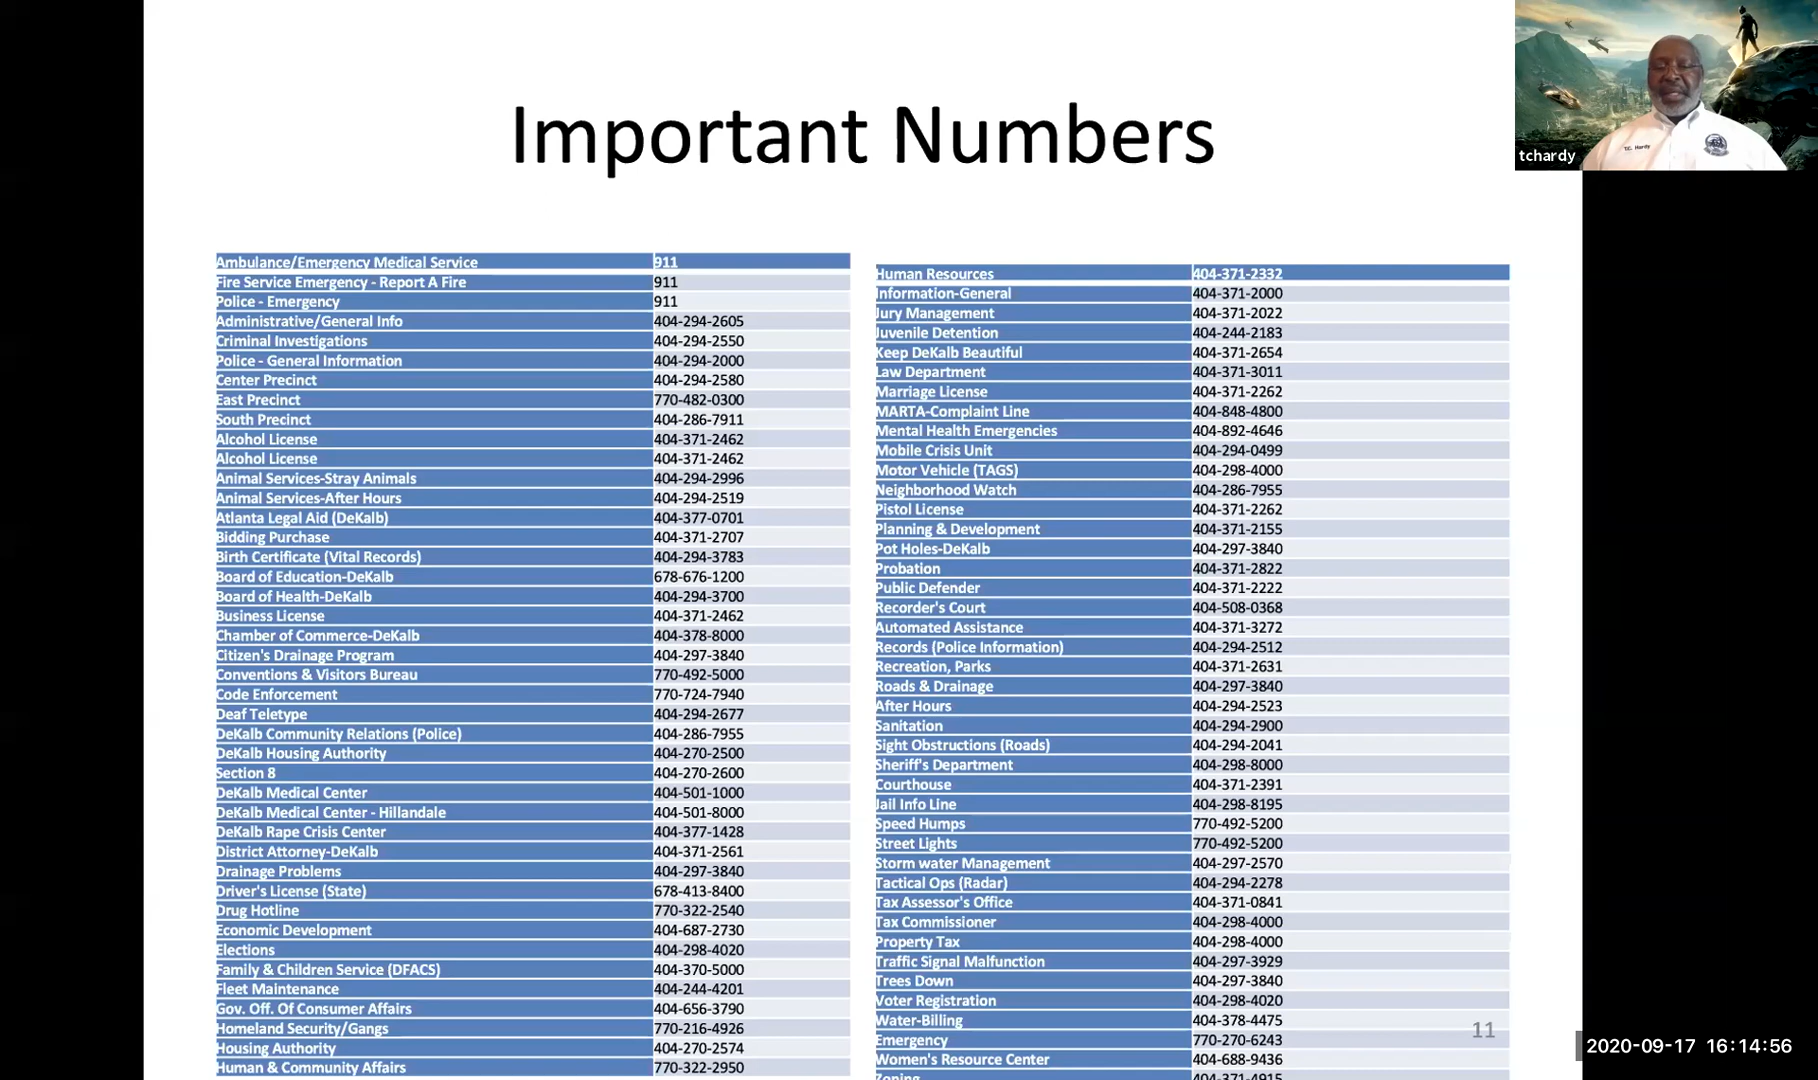 Important Numbers
tchardy
T.C. Hardy
Ambulance/Emergency Medical Service 911
Fire Service Emergency - Report A Fire 911
Police - Emergency 911
Administrative/General Info 404-294-2605
Criminal Investigations 404-294-2550
Police - General Information 404-294-2000
Center Precinct 404-294-2580
East Precinct 770-482-0300
South Precinct 404-286-7911
Alcohol License 404-371-2462
Alcohol License 404-371-2462
Animal Services-Stray Animals 404-294-2996
Animal Services-After Hours 404-294-2519
Atlanta Legal Aid (DeKalb) 404-377-0701
Bidding Purchase 404-371-2707
Birth Certificate (Vital Records) 404-294-3783
Board of Education-DeKalb 678-676-1200
Board of Health-DeKalb 404-294-3700
Business License 404-371-2462
Chamber of Commerce-DeKalb 404-378-8000
Citizen's Drainage Program 404-297-3840
Conventions & Visitors Bureau 770-492-5000
Code Enforcement 770-724-7940
Deaf Teletype 404-294-2677
DeKalb Community Relations (Police) 404-286-7955
DeKalb Housing Authority 404-270-2500
Section 8 404-270-2600
DeKalb Medical Center 404-501-1000
DeKalb Medical Center - Hillandale 404-501-8000
DeKalb Rape Crisis Center 404-377-1428
District Attorney-DeKalb 404-371-2561
Drainage Problems 404-297-3840
Driver's License (State) 678-413-8400
Drug Hotline 770-322-2540
Economic Development 404-687-2730
Elections 404-298-4020
Family & Children Service (DFACS) 404-370-5000
Fleet Maintenance 404-244-4201
Gov. Off. Of Consumer Affairs 404-656-3790
Homeland Security/Gangs 770-216-4926
Housing Authority 404-270-2574
Human & Community Affairs 770-322-2950
Human Resources 404-371-2332
Information-General 404-371-2000
Jury Management 404-371-2022
Juvenile Detention 404-244-2183
Keep DeKalb Beautiful 404-371-2654
Law Department 404-371-3011
Marriage License 404-371-2262
MARTA-Complaint Line 404-848-4800
Mental Health Emergencies 404-892-4646
Mobile Crisis Unit 404-294-0499
Motor Vehicle (TAGS) 404-298-4000
Neighborhood Watch 404-286-7955
Pistol License 404-371-2262
Planning & Development 404-371-2155
Pot Holes-DeKalb 404-297-3840
Probation 404-371-2822
Public Defender 404-371-2222
Recorder's Court 404-508-0368
Automated Assistance 404-371-3272
Records (Police Information) 404-294-2512
Recreation, Parks 404-371-2631
Roads & Drainage 404-297-3840
After Hours 404-294-2523
Sanitation 404-294-2900
Sight Obstructions (Roads) 404-294-2041
Sheriff's Department 404-298-8000
Courthouse 404-371-2391
Jail Info Line 404-298-8195
Speed Humps 770-492-5200
Street Lights 770-492-5200
Storm water Management 404-297-2570
Tactical Ops (Radar) 404-294-2278
Tax Assessor's Office 404-371-0841
Tax Commissioner 404-298-4000
Property Tax 404-298-4000
Traffic Signal Malfunction 404-297-3929
Trees Down 404-297-3840
Voter Registration 404-298-4020
Water-Billing 404-378-4475
Emergency 770-270-6243
Women's Resource Center 404-688-9436
Zoning 404-371-4915
11
2020-09-17 16:14:56